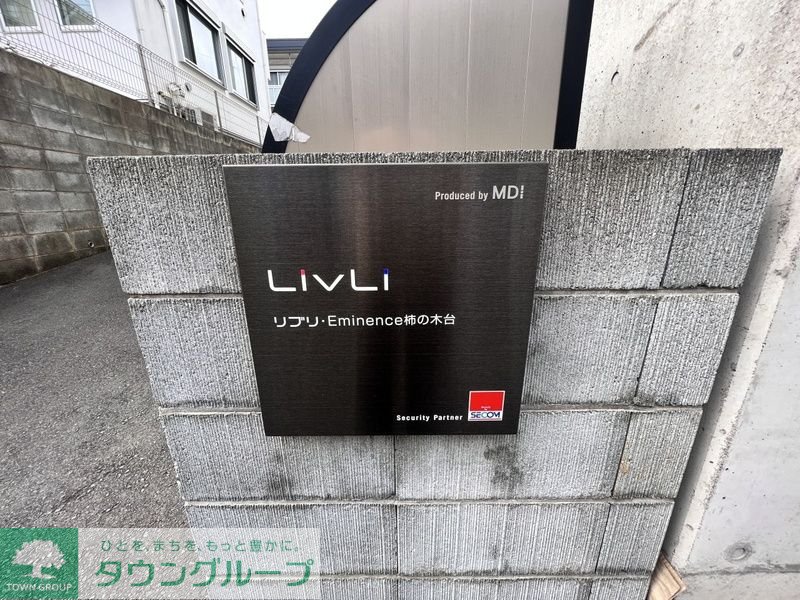 Produced by MDI
LivLi
リブリ・Eminence柿の木台
Security Partner
SECOM
ひとを、まちを、もっと豊かに。
タウングループ
TOWN GROUP